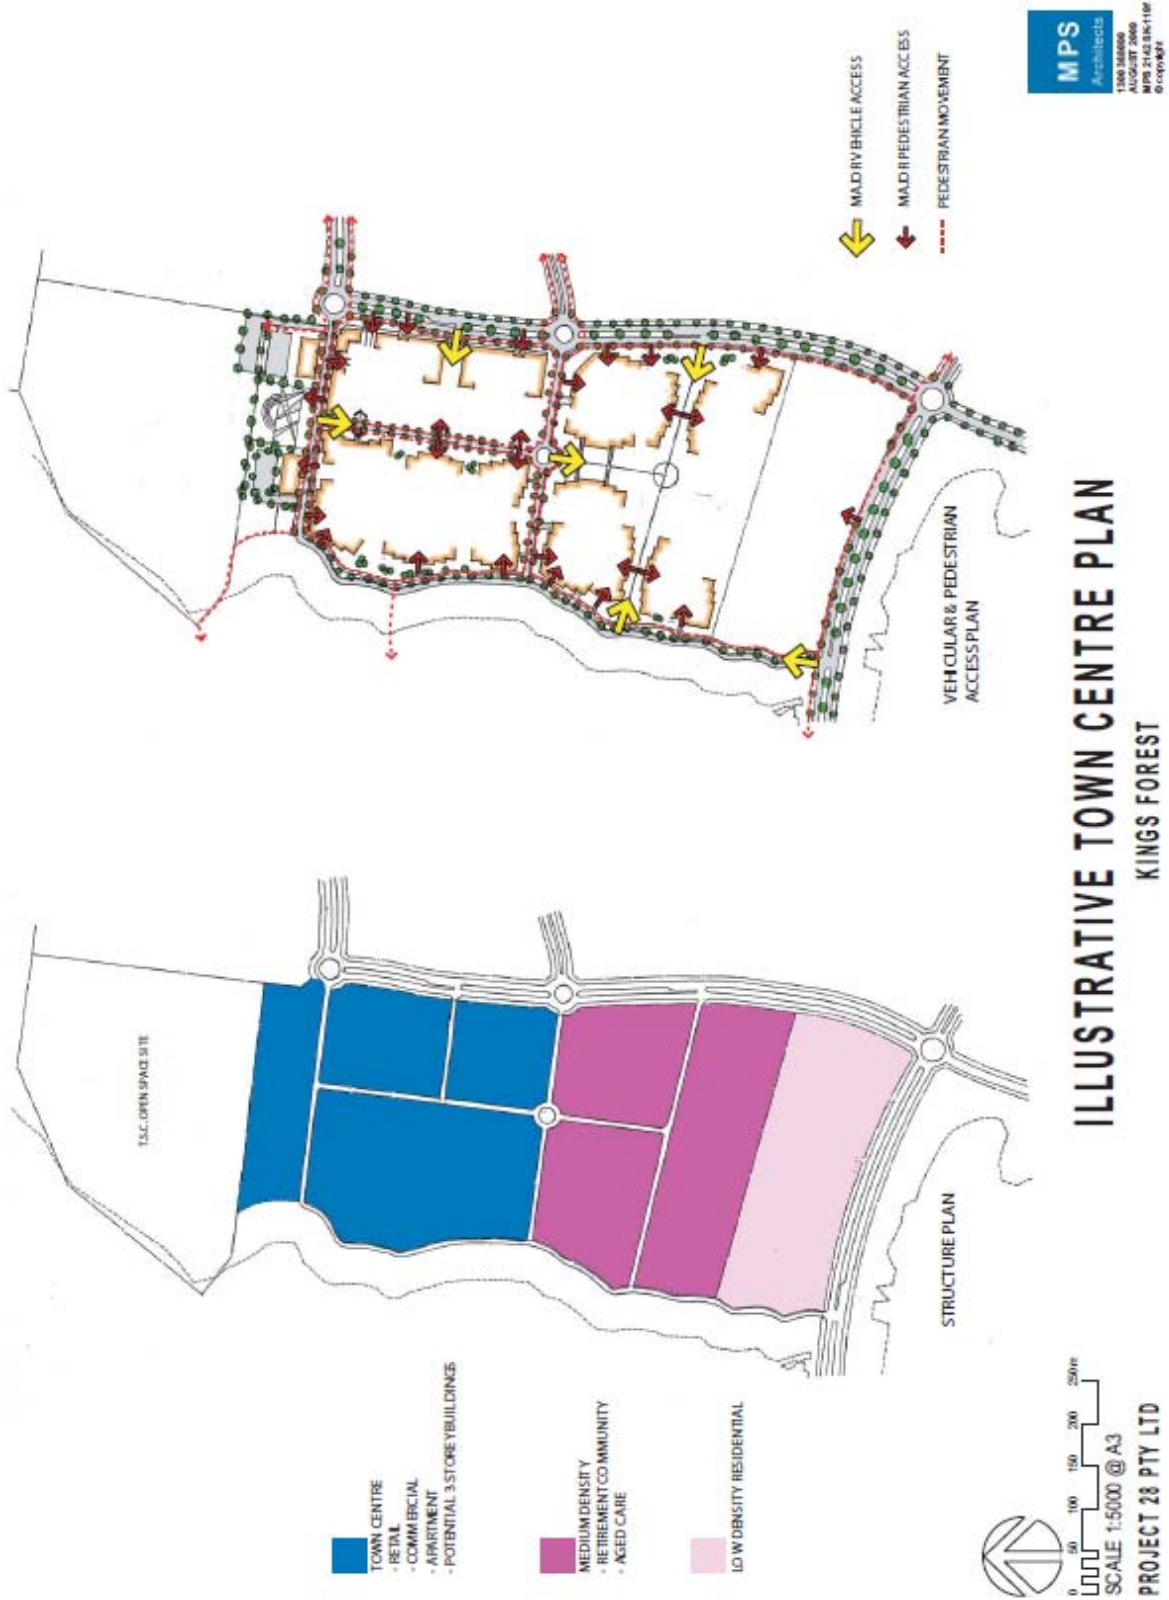 TOWN CENTRE
- RETAIL
- COMMERCIAL
- APARTMENT
- POTENTIAL 3 STOREY BUILDINGS
MEDIUM DENSITY
- RETIREMENT COMMUNITY
- AGED CARE
LOW DENSITY RESIDENTIAL
T.S.C. OPEN SPACE SITE
STRUCTURE PLAN
VEHICULAR & PEDESTRIAN
ACCESS PLAN
MAJOR VEHICLE ACCESS
MAJOR PEDESTRIAN ACCESS
PEDESTRIAN MOVEMENT
0 50 100 150 200 250m
SCALE 1:5000 @ A3
PROJECT 28 PTY LTD
ILLUSTRATIVE TOWN CENTRE PLAN
KINGS FOREST
MPS
Architects
AUGUST 2009
© copyright